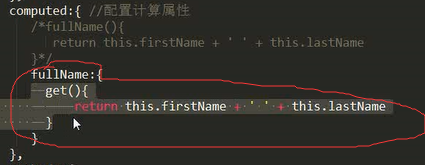 computed:{ //配置计算属性
/*fullName(){
return this.firstName + ' ' + this.lastName
}*/
fullName:{
get(){
return this.firstName + ' ' + this.lastName
}
}
},